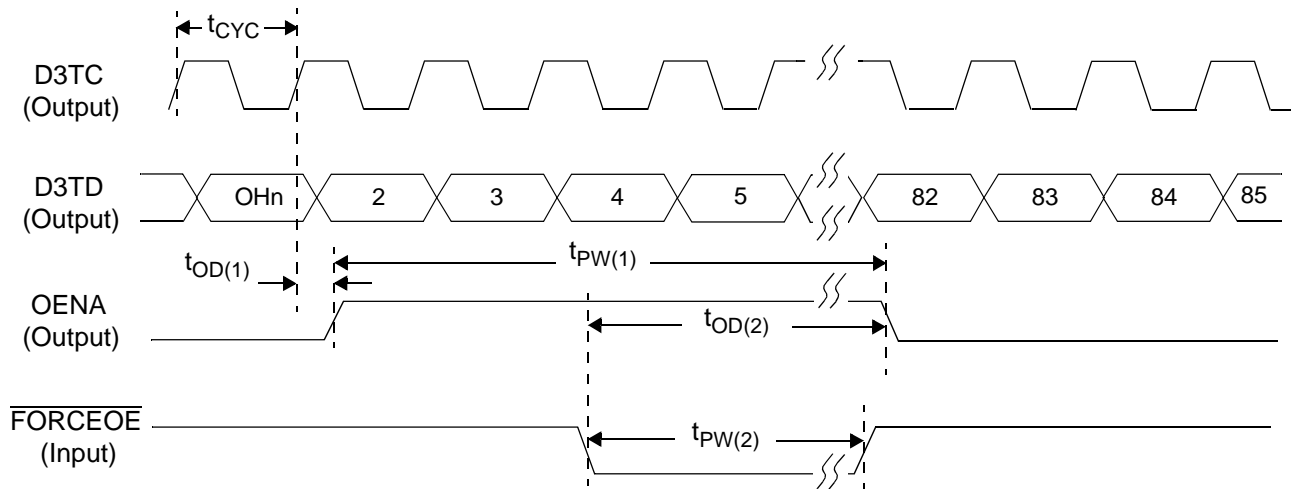 tCYC
D3TC
(Output)
D3TD
(Output)
OHn 2 3 4 5 82 83 84 85
tOD(1)
tPW(1)
OENA
(Output)
tOD(2)
FORCEOE
(Input)
tPW(2)